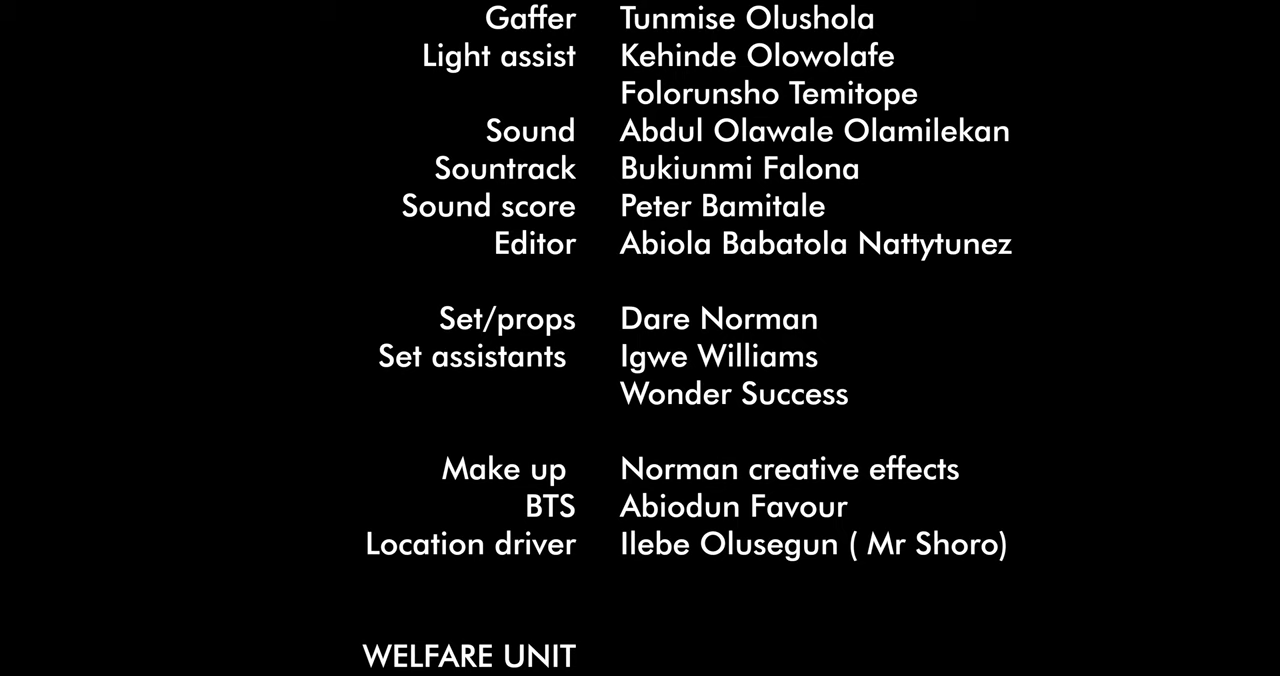 Gaffer Tunmise Olushola
Light assist Kehinde Olowolafe
Folorunsho Temitope
Sound Abdul Olawale Olamilekan
Sountrack Bukiunmi Falona
Sound score Peter Bamitale
Editor Abiola Babatola Nattytunez
Set/props Dare Norman
Set assistants Igwe Williams
Wonder Success
Make up Norman creative effects
BTS Abiodun Favour
Location driver Ilebe Olusegun ( Mr Shoro)
WELFARE UNIT